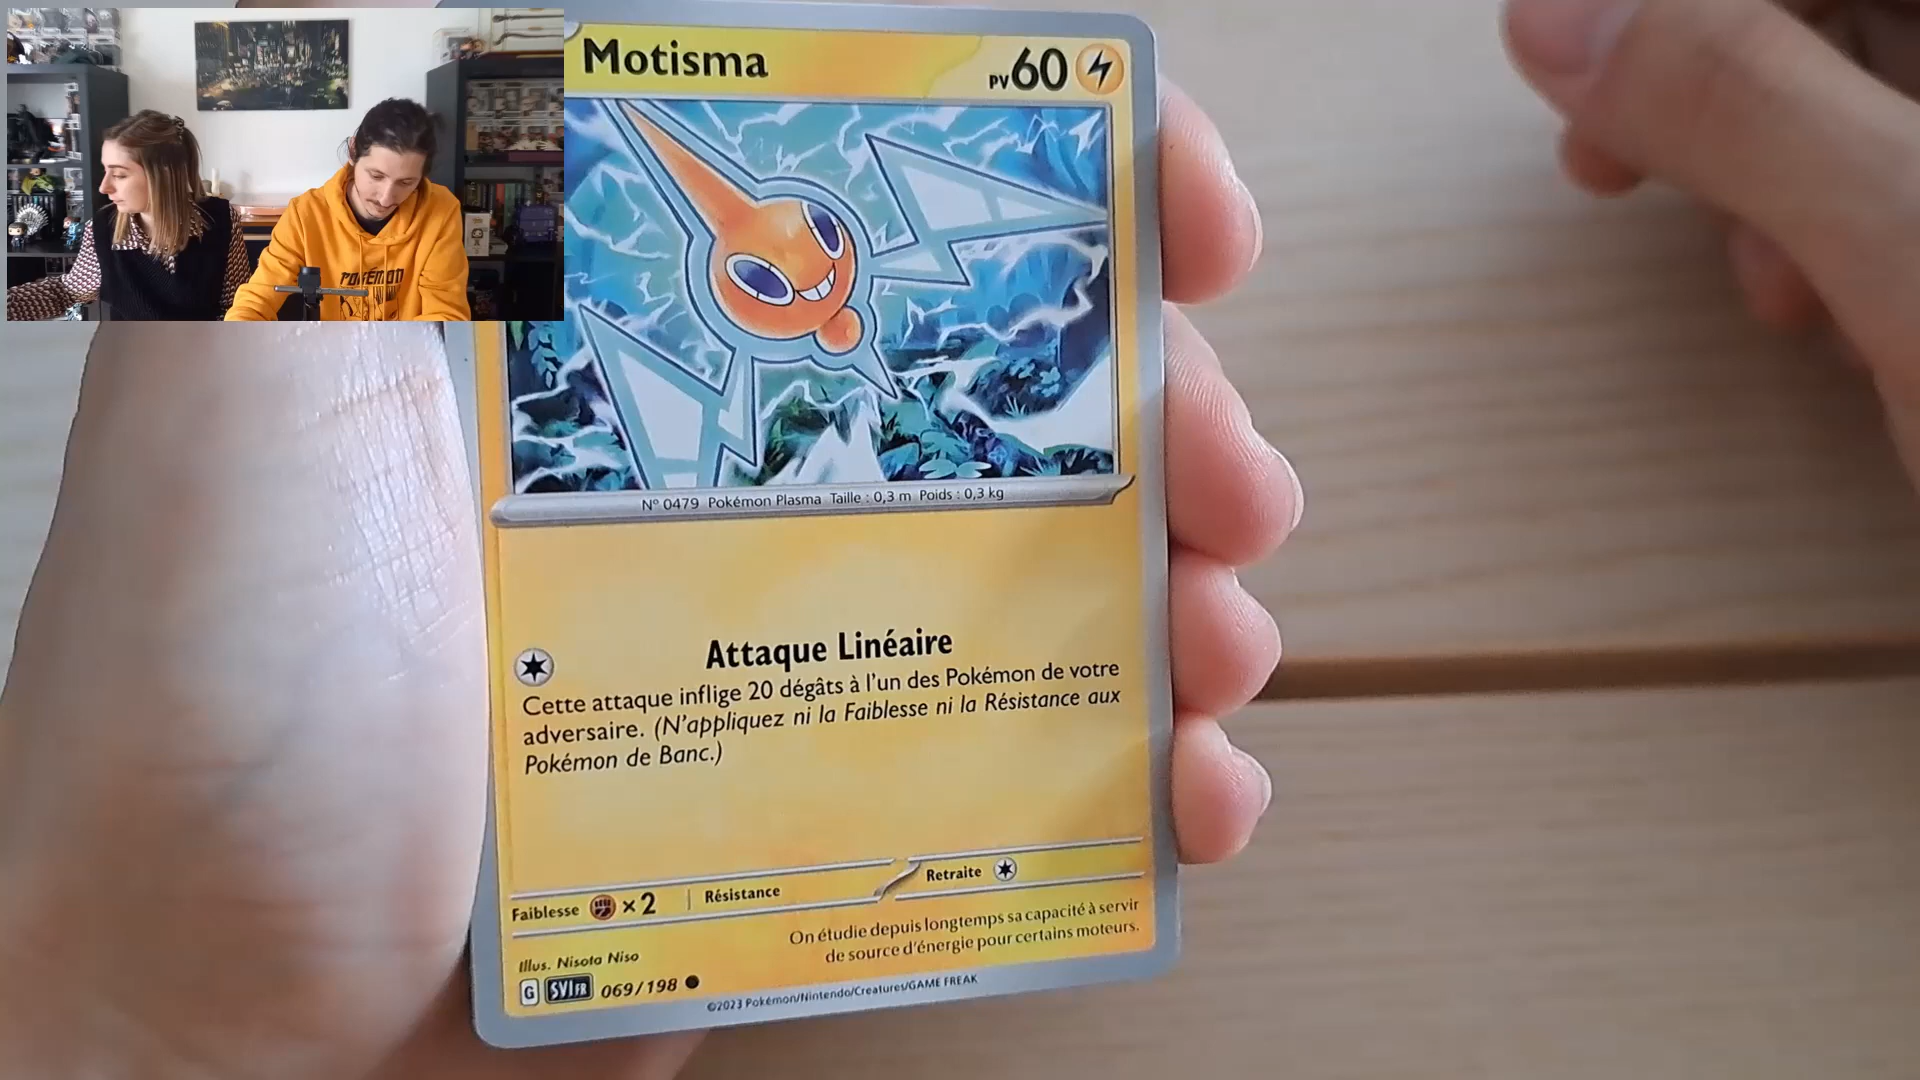 Motisma
PV60
POKÉMON
N° 0479 Pokémon Plasma Taille : 0,3 m Poids : 0,3 kg
Attaque Linéaire
Cette attaque inflige 20 dégâts à l'un des Pokémon de votre
adversaire. (N'appliquez ni la Faiblesse ni la Résistance aux
Pokémon de Banc.)
Faiblesse ×2 Résistance Retraite
On étudie depuis longtemps sa capacité à servir
de source d'énergie pour certains moteurs.
Illus. Nisota Niso
G SVI FR 069/198
©2023 Pokémon/Nintendo/Creatures/GAME FREAK